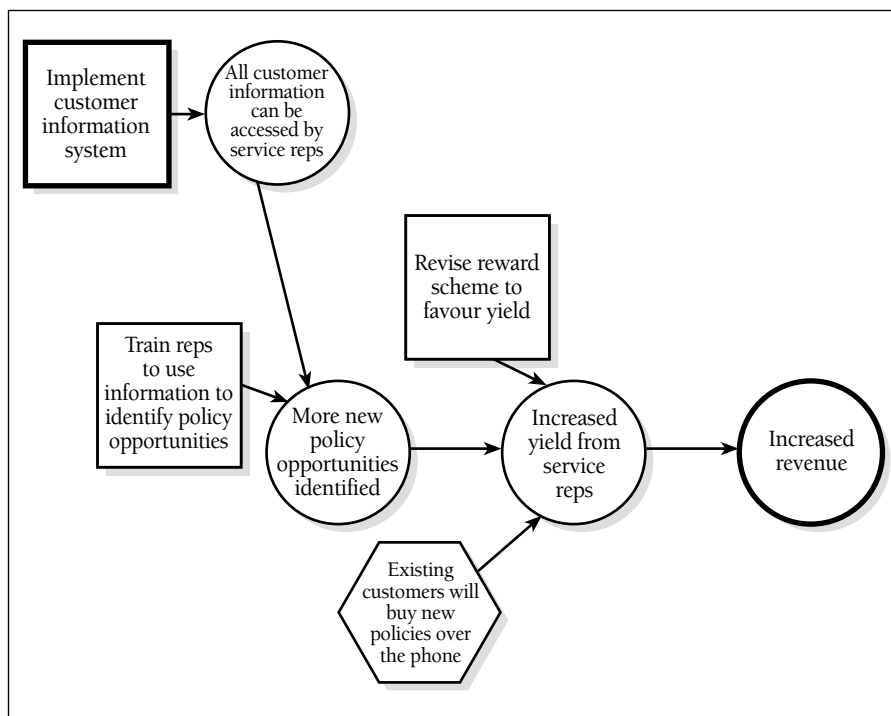 Implement
customer
information
system
All customer
information
can be
accessed by
service reps
Revise reward
scheme to
favour yield
Train reps
to use
information to
identify policy
opportunities
More new
policy
opportunities
identified
Increased
yield from
service
reps
Increased
revenue
Existing
customers will
buy new
policies over
the phone